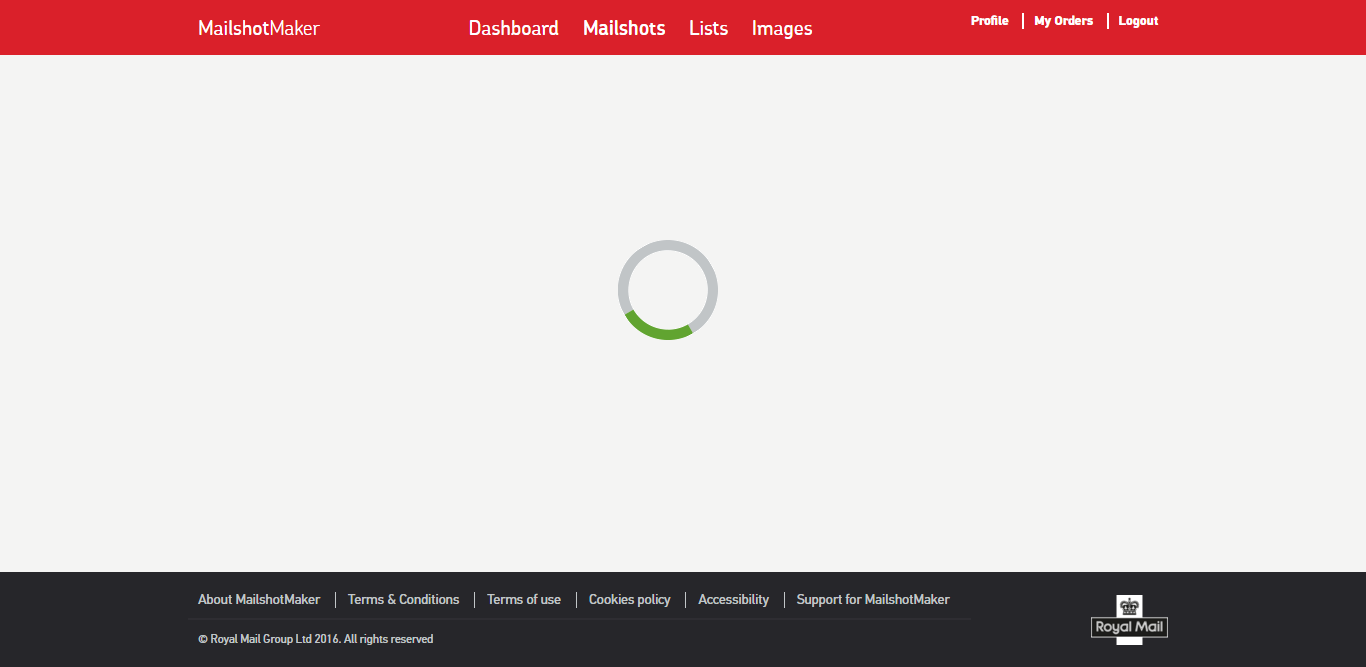 MailshotMaker Dashboard Mailshots Lists Images Profile My Orders Logout
About MailshotMaker Terms & Conditions Terms of use Cookies policy Accessibility Support for MailshotMaker
Royal Mail
© Royal Mail Group Ltd 2016. All rights reserved